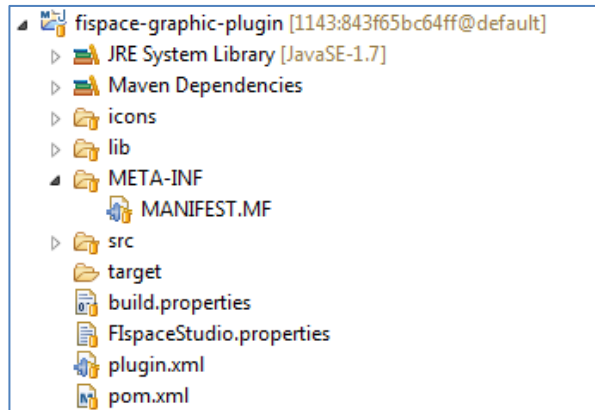 fispace-graphic-plugin [1143:843f65bc64ff@default]
JRE System Library [JavaSE-1.7]
Maven Dependencies
icons
lib
META-INF
MANIFEST.MF
src
target
build.properties
FIspaceStudio.properties
plugin.xml
pom.xml